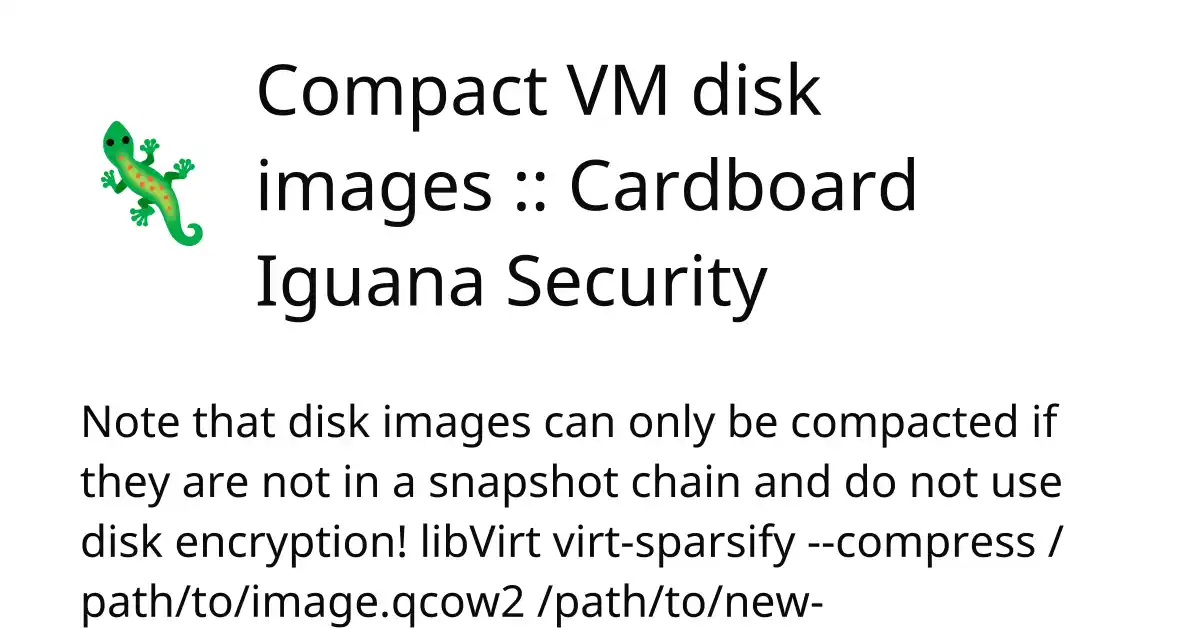 Compact VM disk
images :: Cardboard
Iguana Security
Note that disk images can only be compacted if
they are not in a snapshot chain and do not use
disk encryption! libVirt virt-sparsify --compress /
path/to/image.qcow2 /path/to/new-